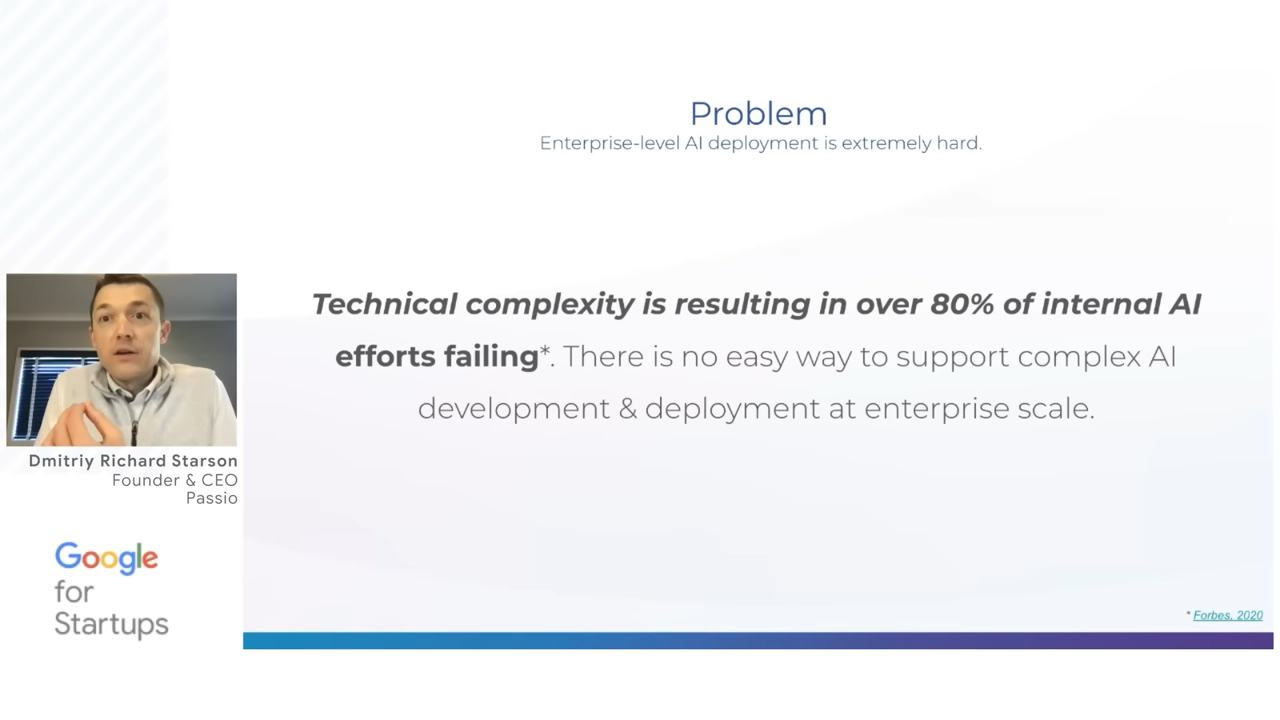 Problem
Enterprise-level AI deployment is extremely hard.
Technical complexity is resulting in over 80% of internal AI
efforts failing*. There is no easy way to support complex AI
development & deployment at enterprise scale.
Dmitriy Richard Starson
Founder & CEO
Passio
Google
for
Startups
* Forbes, 2020